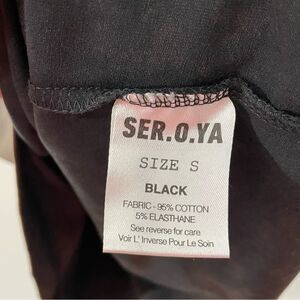 SER.O.YA
SIZE S
BLACK
FABRIC - 95% COTTON
5% ELASTHANE
See reverse for care
Voir L' Inverse Pour Le Soin